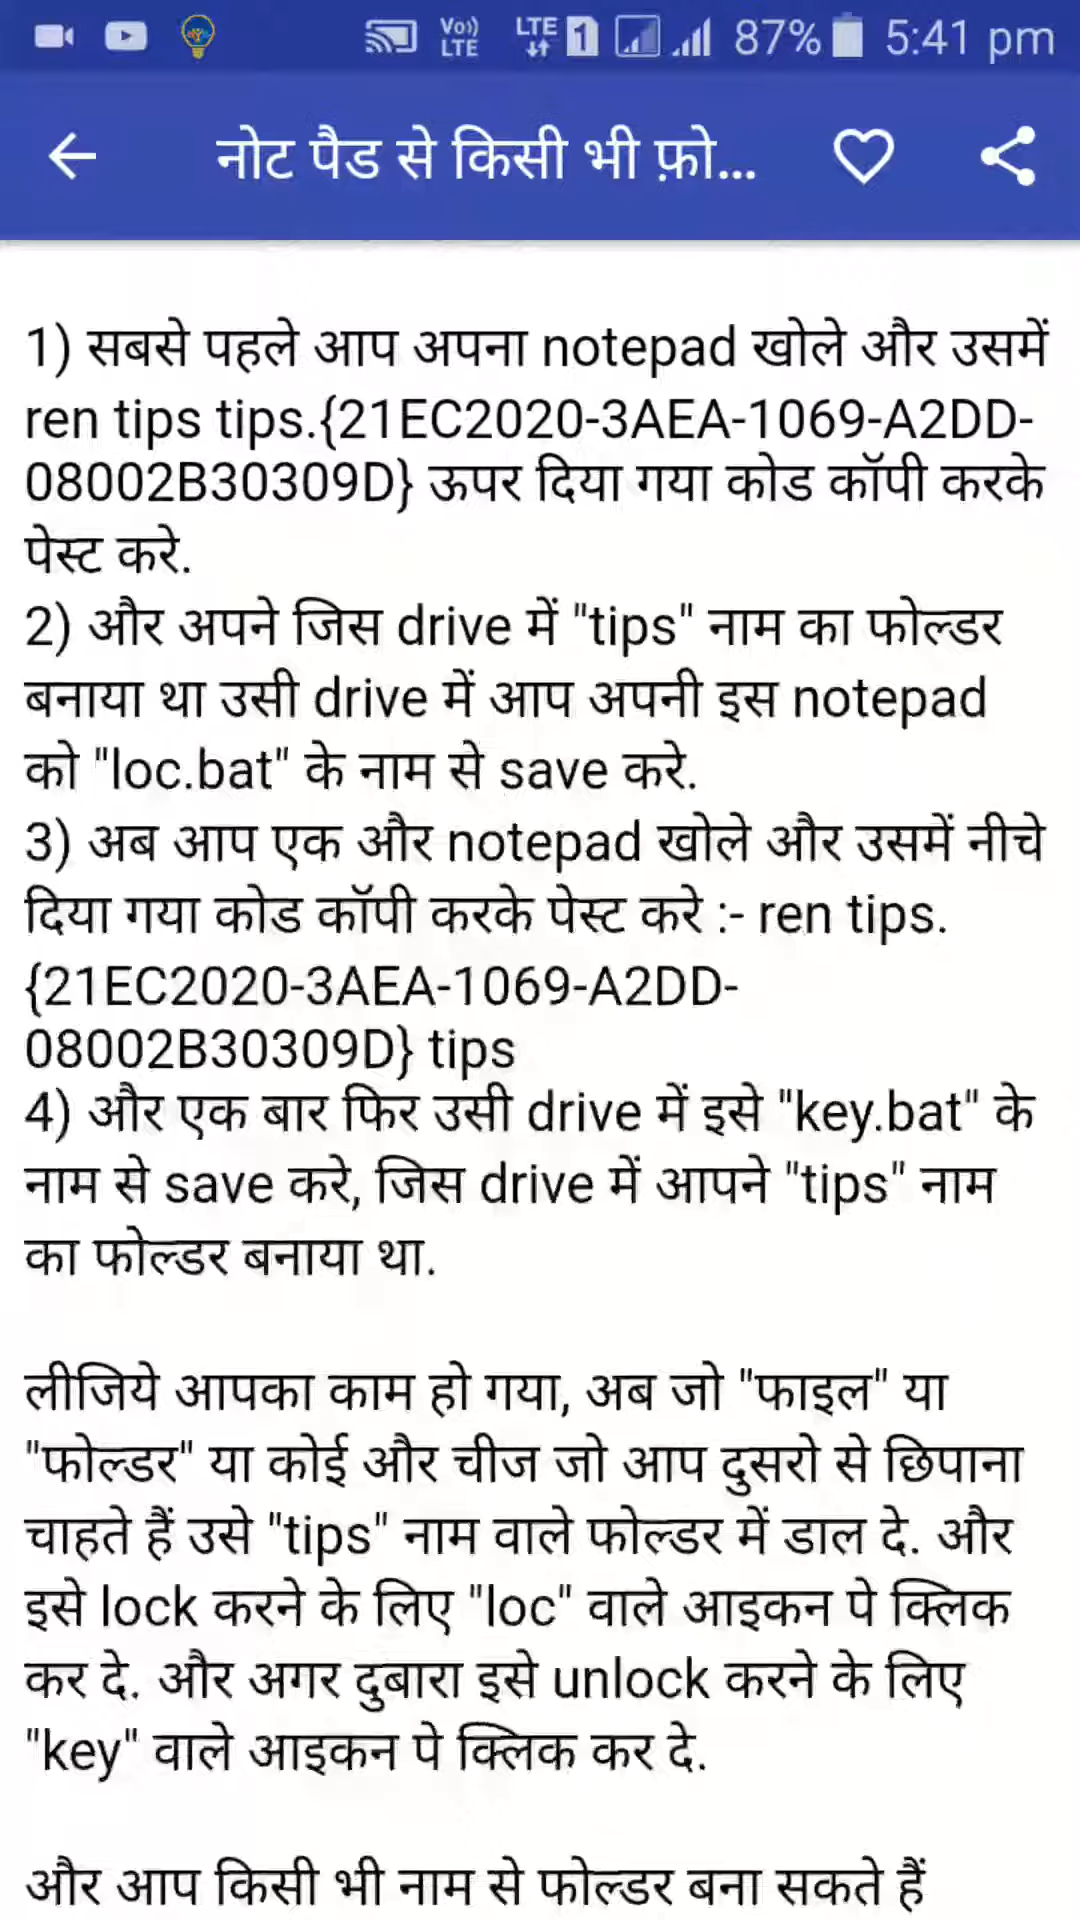 Vo)) LTE LTE 1 87% 5:41 pm
नोट पैड से किसी भी फ़ो...
1) सबसे पहले आप अपना notepad खोले और उसमें
ren tips tips.{21EC2020-3AEA-1069-A2DD-
08002B30309D} ऊपर दिया गया कोड कॉपी करके
पेस्ट करे.
2) और अपने जिस drive में "tips" नाम का फोल्डर
बनाया था उसी drive में आप अपनी इस notepad
को "loc.bat" के नाम से save करे.
3) अब आप एक और notepad खोले और उसमें नीचे
दिया गया कोड कॉपी करके पेस्ट करे :- ren tips.
{21EC2020-3AEA-1069-A2DD-
08002B30309D} tips
4) और एक बार फिर उसी drive में इसे "key.bat" के
नाम से save करे, जिस drive में आपने "tips" नाम
का फोल्डर बनाया था.
लीजिये आपका काम हो गया, अब जो "फाइल" या
"फोल्डर" या कोई और चीज जो आप दुसरो से छिपाना
चाहते हैं उसे "tips" नाम वाले फोल्डर में डाल दे. और
इसे lock करने के लिए "loc" वाले आइकन पे क्लिक
कर दे. और अगर दुबारा इसे unlock करने के लिए
"key" वाले आइकन पे क्लिक कर दे.
और आप किसी भी नाम से फोल्डर बना सकते हैं